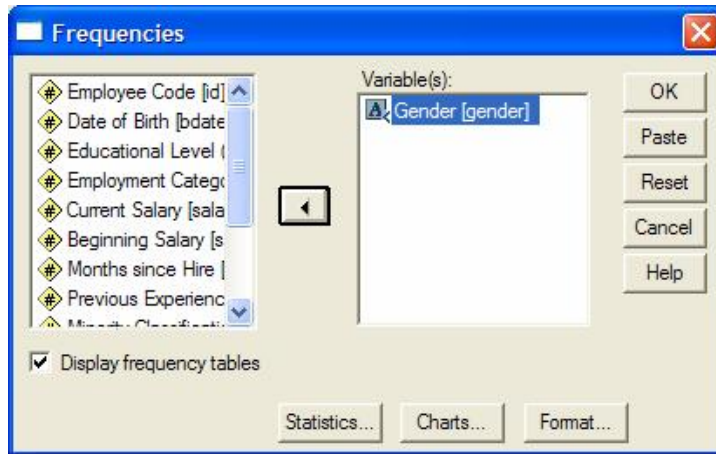 Frequencies
Employee Code [id]
Date of Birth [bdate
Educational Level (
Employment Catego
Current Salary [sala
Beginning Salary [s
Months since Hire [
Previous Experienc
Variable(s):
Gender [gender]
OK
Paste
Reset
Cancel
Help
Display frequency tables
Statistics...
Charts...
Format...